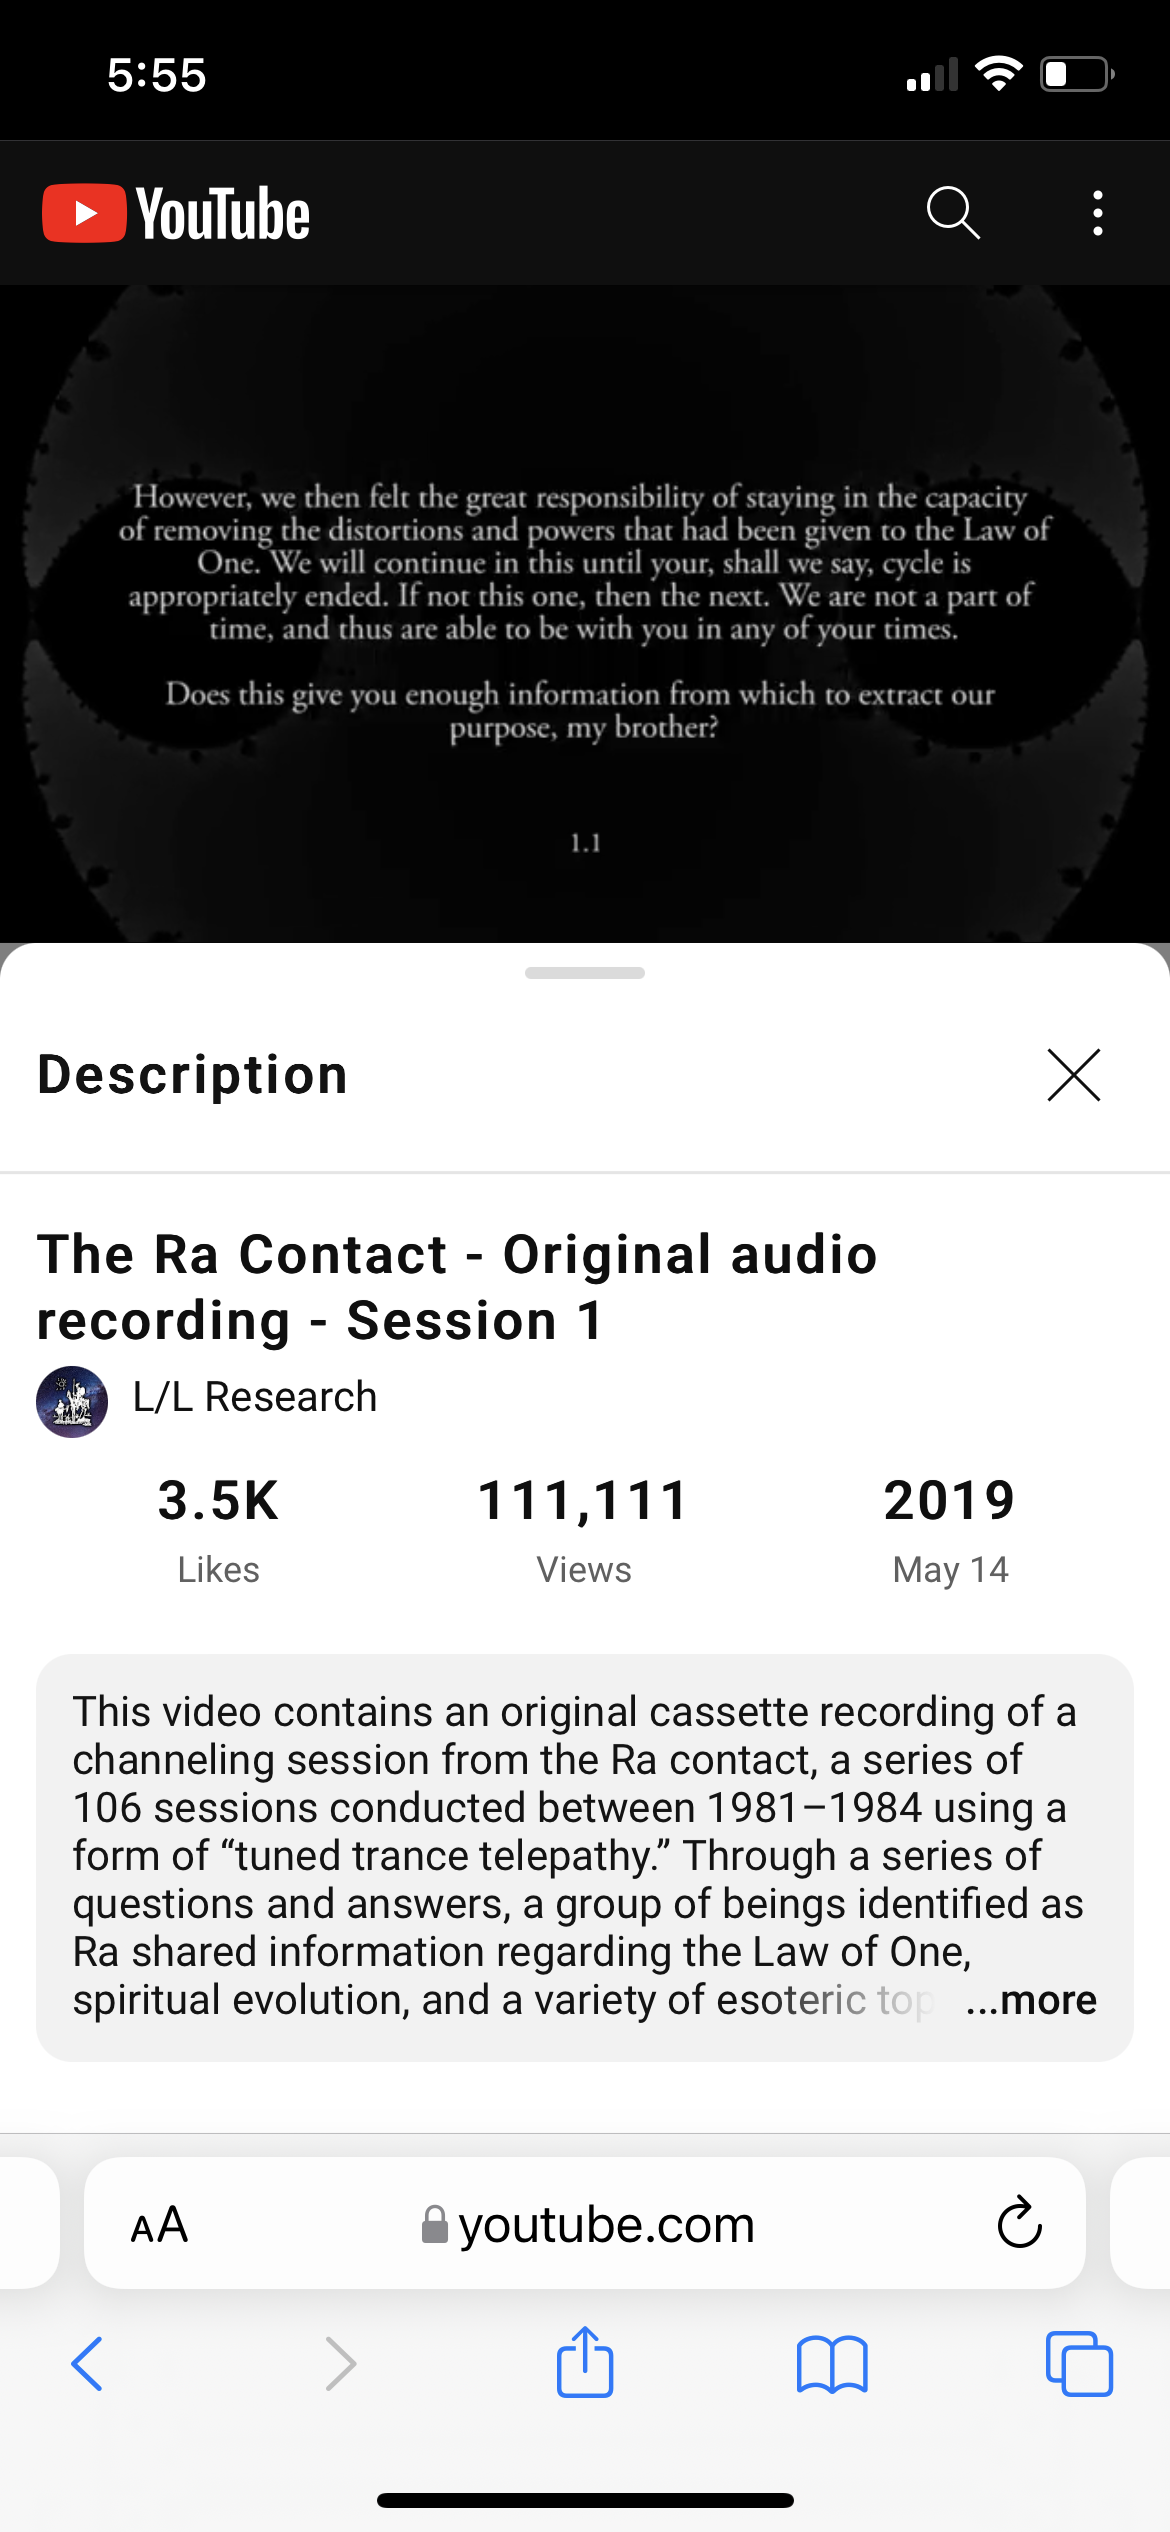 5:55
YouTube
However, we then felt the great responsibility of staying in the capacity
of removing the distortions and powers that had been given to the Law of
One. We will continue in this until your, shall we say, cycle is
appropriately ended. If not this one, then the next. We are not a part of
time, and thus are able to be with you in any of your times.
Does this give you enough information from which to extract our
purpose, my brother?
1.1
Description
The Ra Contact - Original audio
recording - Session 1
L/L Research
3.5K 111,111 2019
Likes Views May 14
This video contains an original cassette recording of a
channeling session from the Ra contact, a series of
106 sessions conducted between 1981–1984 using a
form of “tuned trance telepathy.” Through a series of
questions and answers, a group of beings identified as
Ra shared information regarding the Law of One,
spiritual evolution, and a variety of esoteric top ...more
AA youtube.com